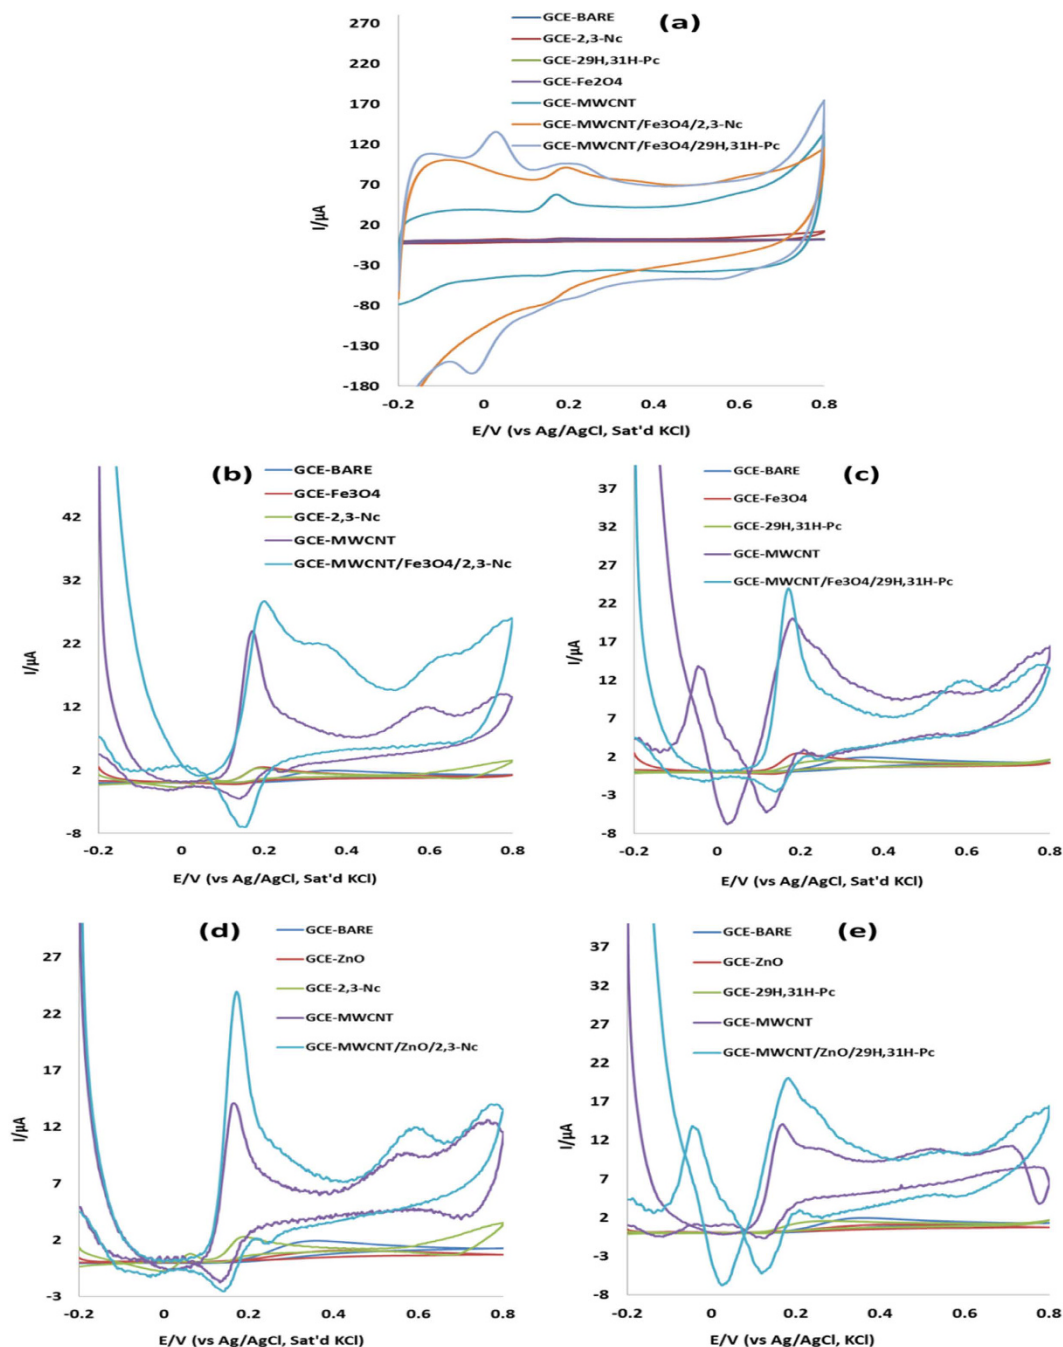 (a)
GCE-BARE
GCE-2,3-Nc
GCE-29H,31H-Pc
GCE-Fe2O4
GCE-MWCNT
GCE-MWCNT/Fe3O4/2,3-Nc
GCE-MWCNT/Fe3O4/29H,31H-Pc
270
220
170
120
70
20
-30
-80
-130
-180
I/µA
-0.2 0 0.2 0.4 0.6 0.8
E/V (vs Ag/AgCl, Sat'd KCl)
(b)
GCE-BARE
GCE-Fe3O4
GCE-2,3-Nc
GCE-MWCNT
GCE-MWCNT/Fe3O4/2,3-Nc
42
32
22
12
2
-8
I/µA
-0.2 0 0.2 0.4 0.6 0.8
E/V (vs Ag/AgCl, Sat'd KCl)
(c)
GCE-BARE
GCE-Fe3O4
GCE-29H,31H-Pc
GCE-MWCNT
GCE-MWCNT/Fe3O4/29H,31H-Pc
37
32
27
22
17
12
7
2
-3
-8
I/µA
-0.2 0 0.2 0.4 0.6 0.8
E/V (vs Ag/AgCl, Sat'd KCl)
(d)
GCE-BARE
GCE-ZnO
GCE-2,3-Nc
GCE-MWCNT
GCE-MWCNT/ZnO/2,3-Nc
27
22
17
12
7
2
-3
I/µA
-0.2 0 0.2 0.4 0.6 0.8
E/V (vs Ag/AgCl, Sat'd KCl)
(e)
GCE-BARE
GCE-ZnO
GCE-29H,31H-Pc
GCE-MWCNT
GCE-MWCNT/ZnO/29H,31H-Pc
37
32
27
22
17
12
7
2
-3
-8
I/µA
-0.2 0 0.2 0.4 0.6 0.8
E/V (vs Ag/AgCl, KCl)